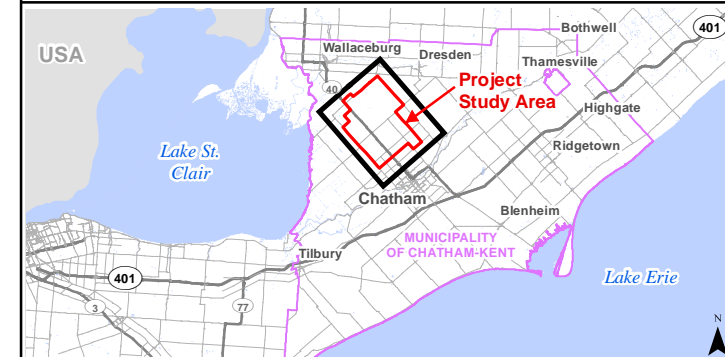 Bothwell
401
USA
Wallaceburg
Dresden
Thamesville
40
Project
Study Area
Highgate
Lake St.
Clair
Ridgetown
Chatham
Blenheim
MUNICIPALITY
OF CHATHAM-KENT
Tilbury
Lake Erie
401
3
77
N